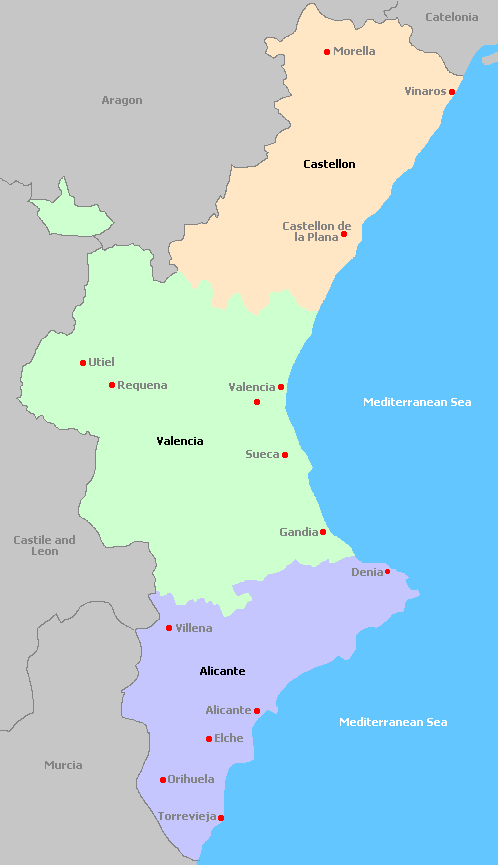 Catelonia
Morella
Vinaros
Aragon
Castellon
Castellon de
la Plana
Utiel
Requena
Valencia
Mediterranean Sea
Valencia
Sueca
Gandia
Castile and
Leon
Denia
Villena
Alicante
Alicante
Mediterranean Sea
Elche
Murcia
Orihuela
Torrevieja